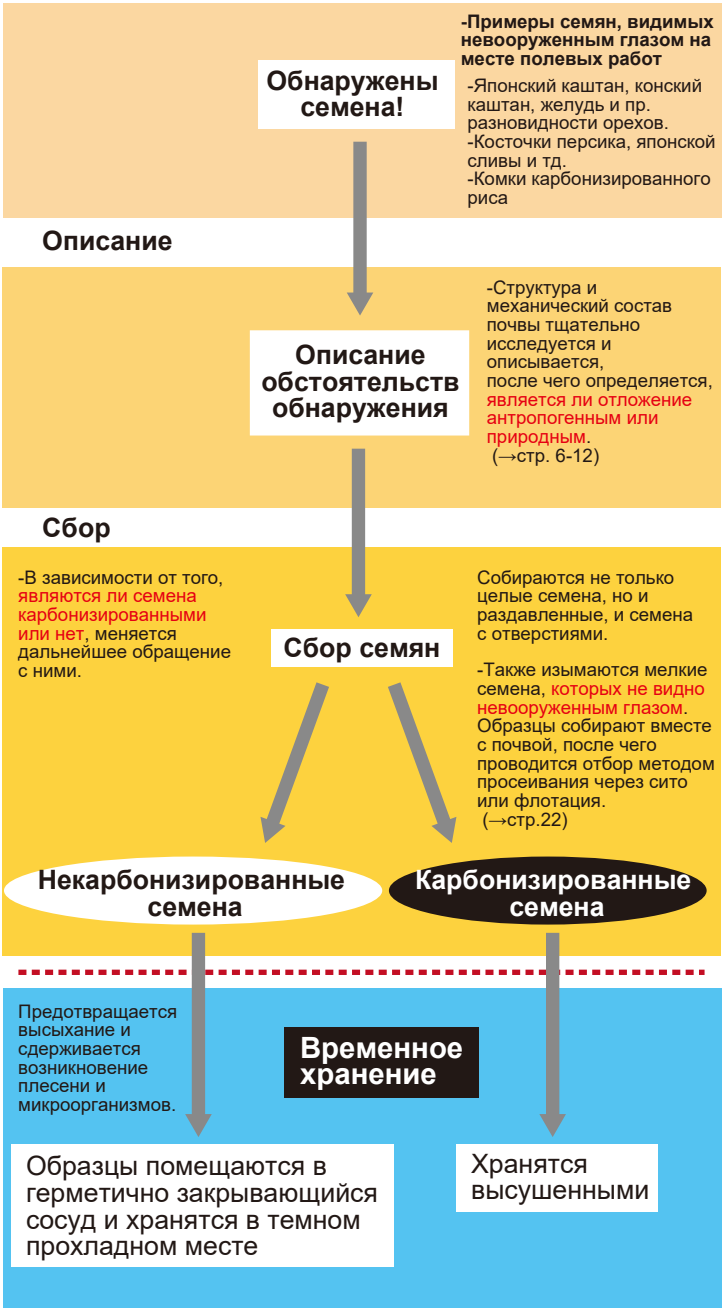 Обнаружены
семена!
-Примеры семян, видимых
невооруженным глазом на
месте полевых работ
-Японский каштан, конский
каштан, желудь и пр.
разновидности орехов.
-Косточки персика, японской
сливы и тд.
-Комки карбонизированного
риса
Описание
Описание
обстоятельств
обнаружения
-Структура и
механический состав
почвы тщательно
исследуется и
описывается,
после чего определяется,
является ли отложение
антропогенным или
природным.
(→стр. 6-12)
Сбор
-В зависимости от того,
являются ли семена
карбонизированными
или нет, меняется
дальнейшее обращение
с ними.
Сбор семян
Собираются не только
целые семена, но и
раздавленные, и семена
с отверстиями.
-Также изымаются мелкие
семена, которых не видно
невооруженным глазом.
Образцы собирают вместе
с почвой, после чего
проводится отбор методом
просеивания через сито
или флотация.
(→стр.22)
Некарбонизированные
семена
Карбонизированные
семена
Предотвращается
высыхание и
сдерживается
возникновение
плесени и
микроорганизмов.
Временное
хранение
Образцы помещаются в
герметично закрывающийся
сосуд и хранятся в темном
прохладном месте
Хранятся
высушенными